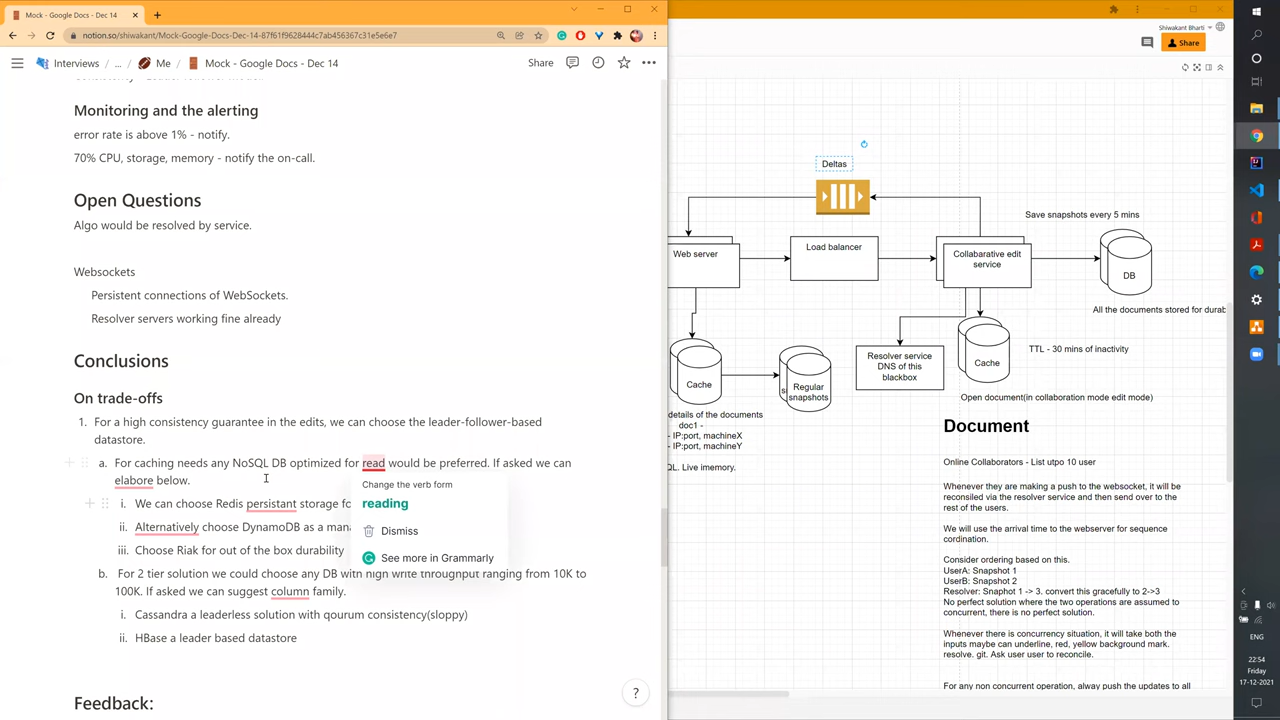 Mock - Google Docs - Dec 14
notion.so/shiwakant/Mock-Google-Docs-Dec-14-87f61f9628444c7ab456367c31e5e6e7
Interviews / ... / Me / Mock - Google Docs - Dec 14
Share
Monitoring and the alerting
error rate is above 1% - notify.
70% CPU, storage, memory - notify the on-call.
Open Questions
Algo would be resolved by service.
Websockets
Persistent connections of WebSockets.
Resolver servers working fine already
Conclusions
On trade-offs
1. For a high consistency guarantee in the edits, we can choose the leader-follower-based
datastore.
a. For caching needs any NoSQL DB optimized for read would be preferred. If asked we can
elabore below.
i. We can choose Redis persistant storage fo
ii. Alternatively choose DynamoDB as a mana
iii. Choose Riak for out of the box durability
b. For 2 tier solution we could choose any DB with high write throughput ranging from 10K to
100K. If asked we can suggest column family.
i. Cassandra a leaderless solution with qourum consistency(sloppy)
ii. HBase a leader based datastore
Feedback:
Change the verb form
reading
Dismiss
See more in Grammarly
?
Shiwakant Bharti
Share
Deltas
Save snapshots every 5 mins
Web server
Load balancer
Collabarative edit
service
DB
All the documents stored for durab
Cache
Regular
snapshots
s
Resolver service
DNS of this
blackbox
Cache
TTL - 30 mins of inactivity
Open document(in collaboration mode edit mode)
details of the documents
doc1 -
- IP:port, machineX
- IP:port, machineY
QL. Live imemory.
Document
Online Collaborators - List utpo 10 user
Whenever they are making a push to the websocket, it will be
reconsiled via the resolver service and then send over to the
rest of the users.
We will use the arrival time to the webserver for sequence
cordination.
Consider ordering based on this.
UserA: Snapshot 1
UserB: Snapshot 2
Resolver: Snaphot 1 -> 3. convert this gracefully to 2->3
No perfect solution where the two operations are assumed to
concurrent, there is no perfect solution.
Whenever there is concurrency situation, it will take both the
inputs maybe can underline, red, yellow background mark.
resolve. git. Ask user user to reconcile.
For any non concurrent operation, alway push the updates to all
ENG
22:54
Friday
17-12-2021